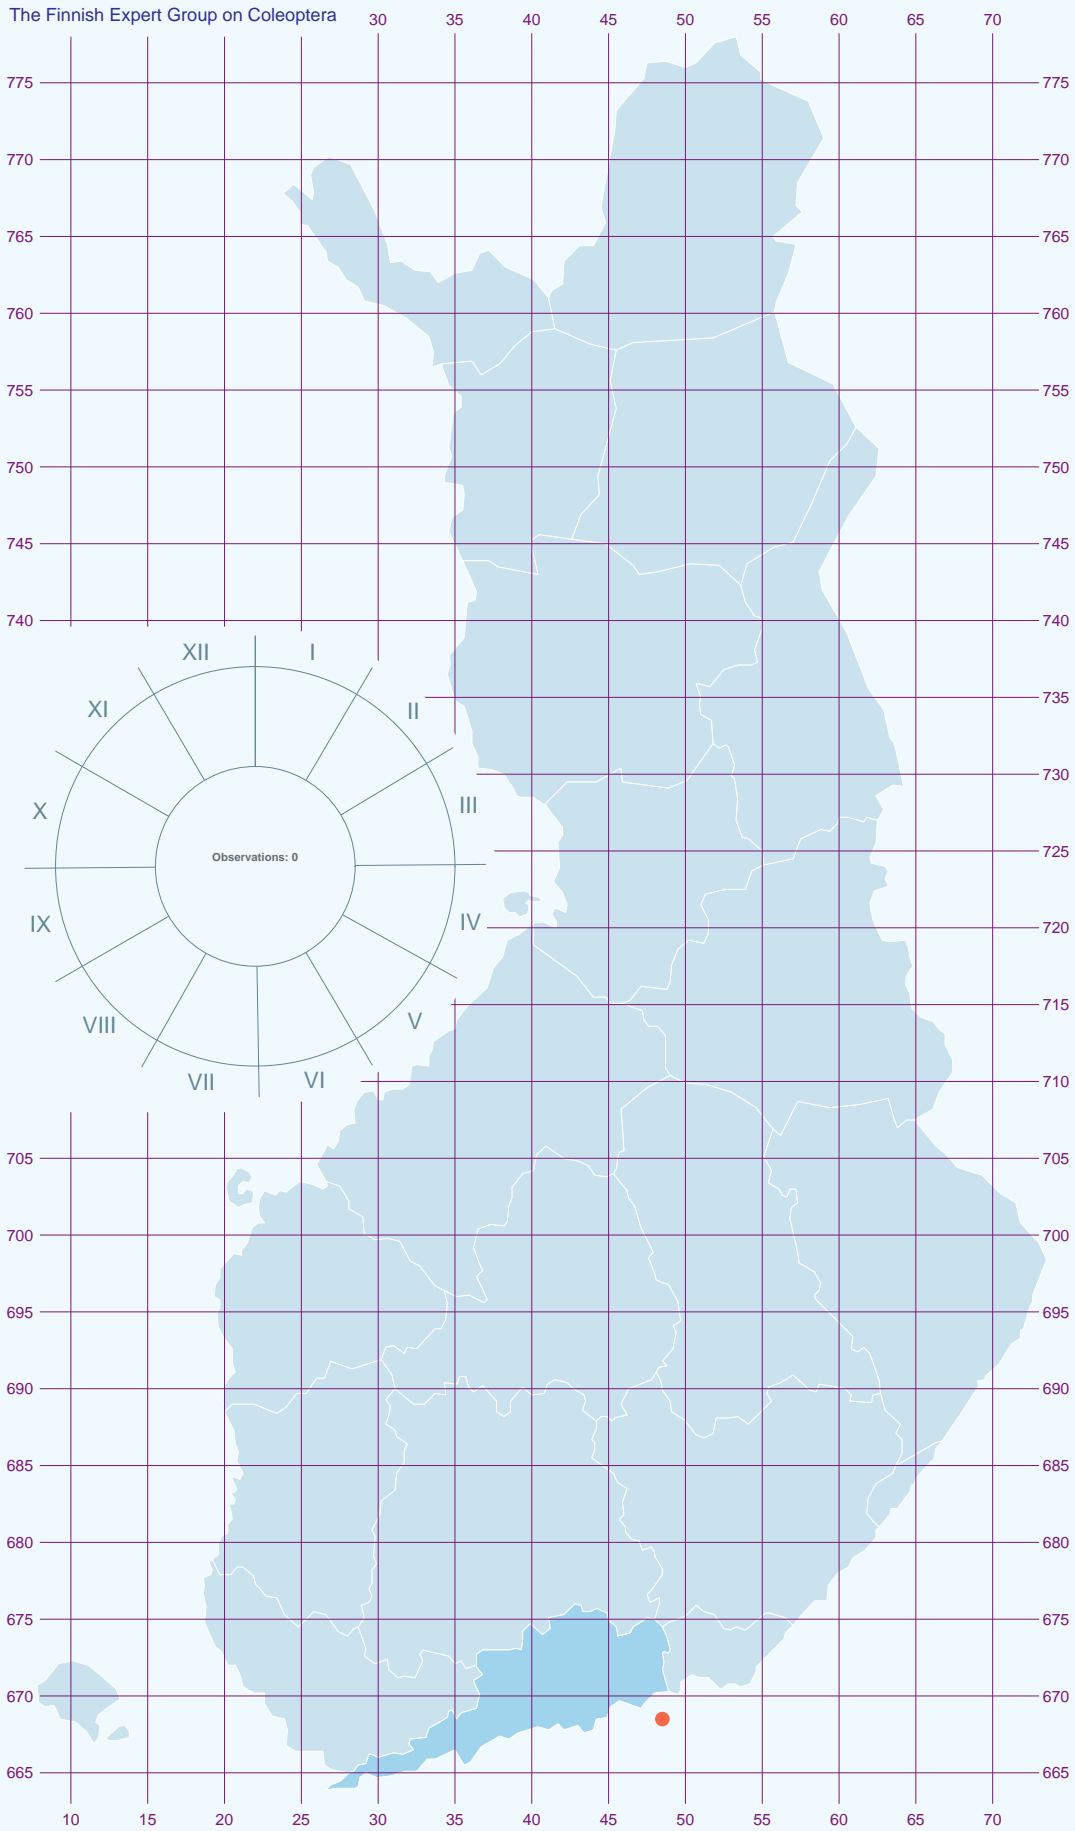 The Finnish Expert Group on Coleoptera 30 35 40 45 50 55 60 65 70
775 775
770 770
765 765
760 760
755 755
750 750
745 745
740 740
XII I
XI II
735
730
X III
725
Observations: 0
IX IV
720
715
VIII V
VII VI
710
705 705
700 700
695 695
690 690
685 685
680 680
675 675
670 670
665 665
10 15 20 25 30 35 40 45 50 55 60 65 70